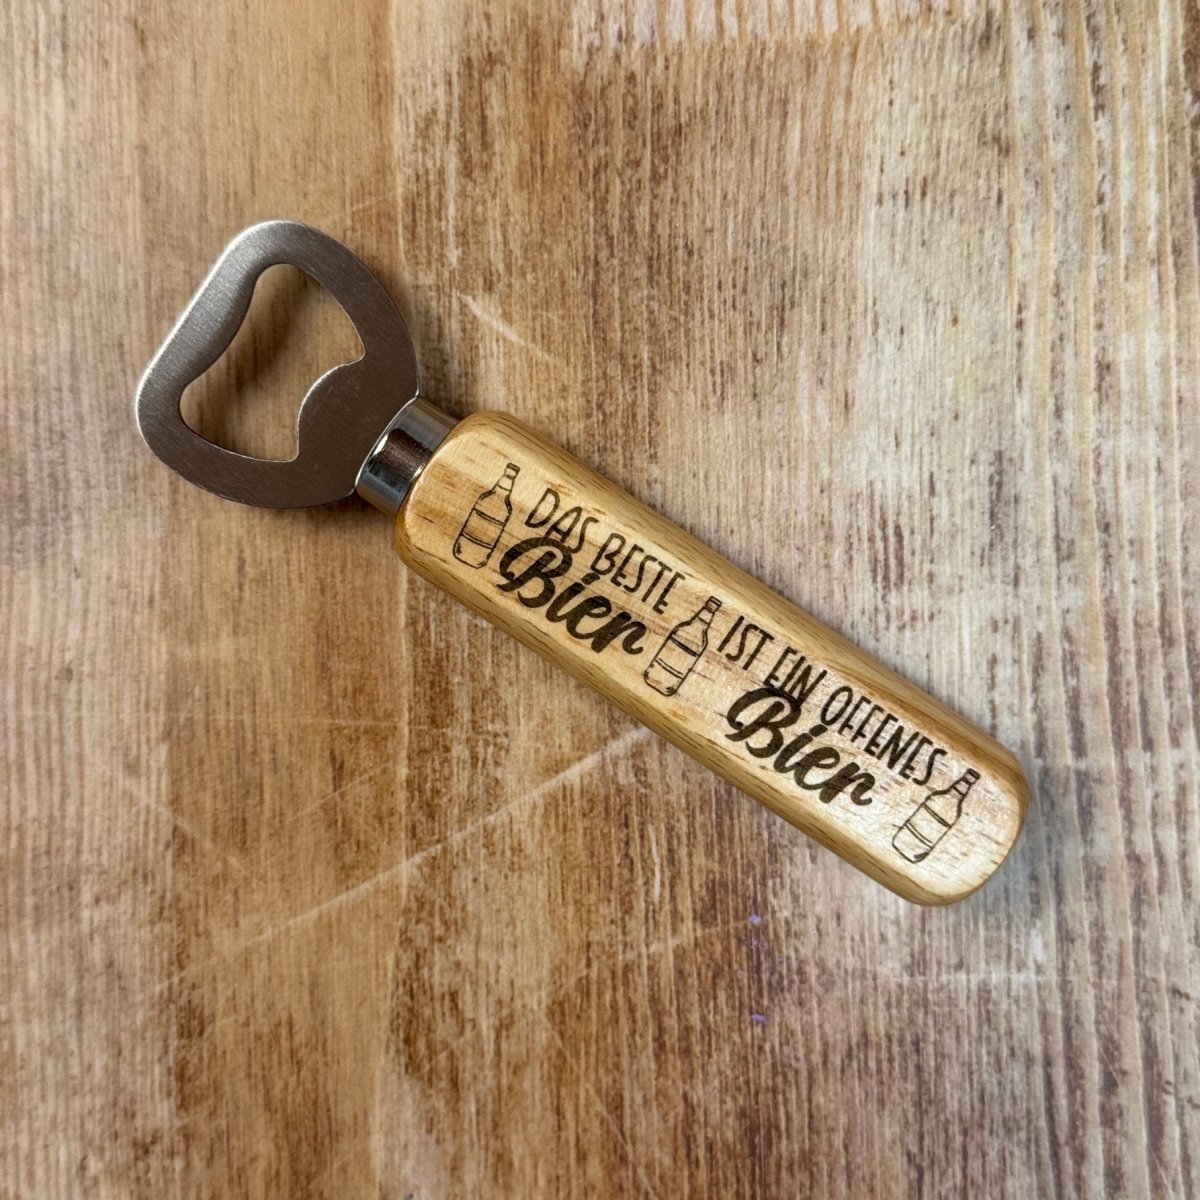 DAS BESTE
Bier
IST EIN OFFENES
Bier